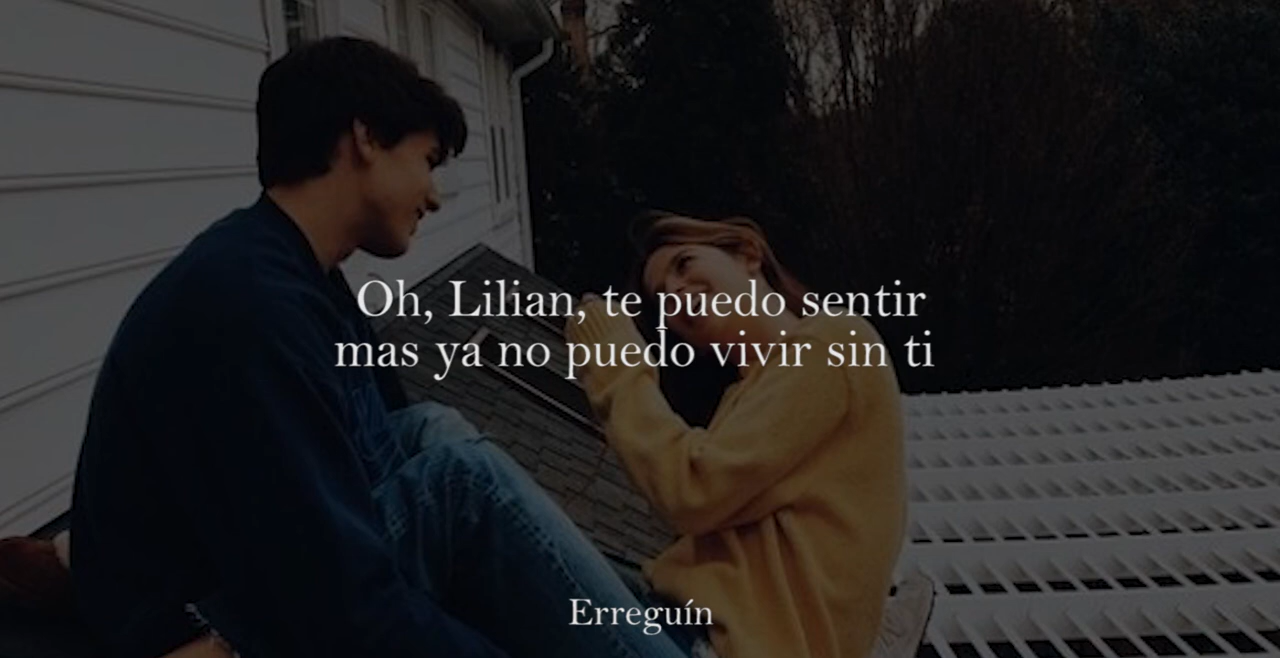 Oh, Lilian, te puedo sentir
mas ya no puedo vivir sin ti
Erreguín